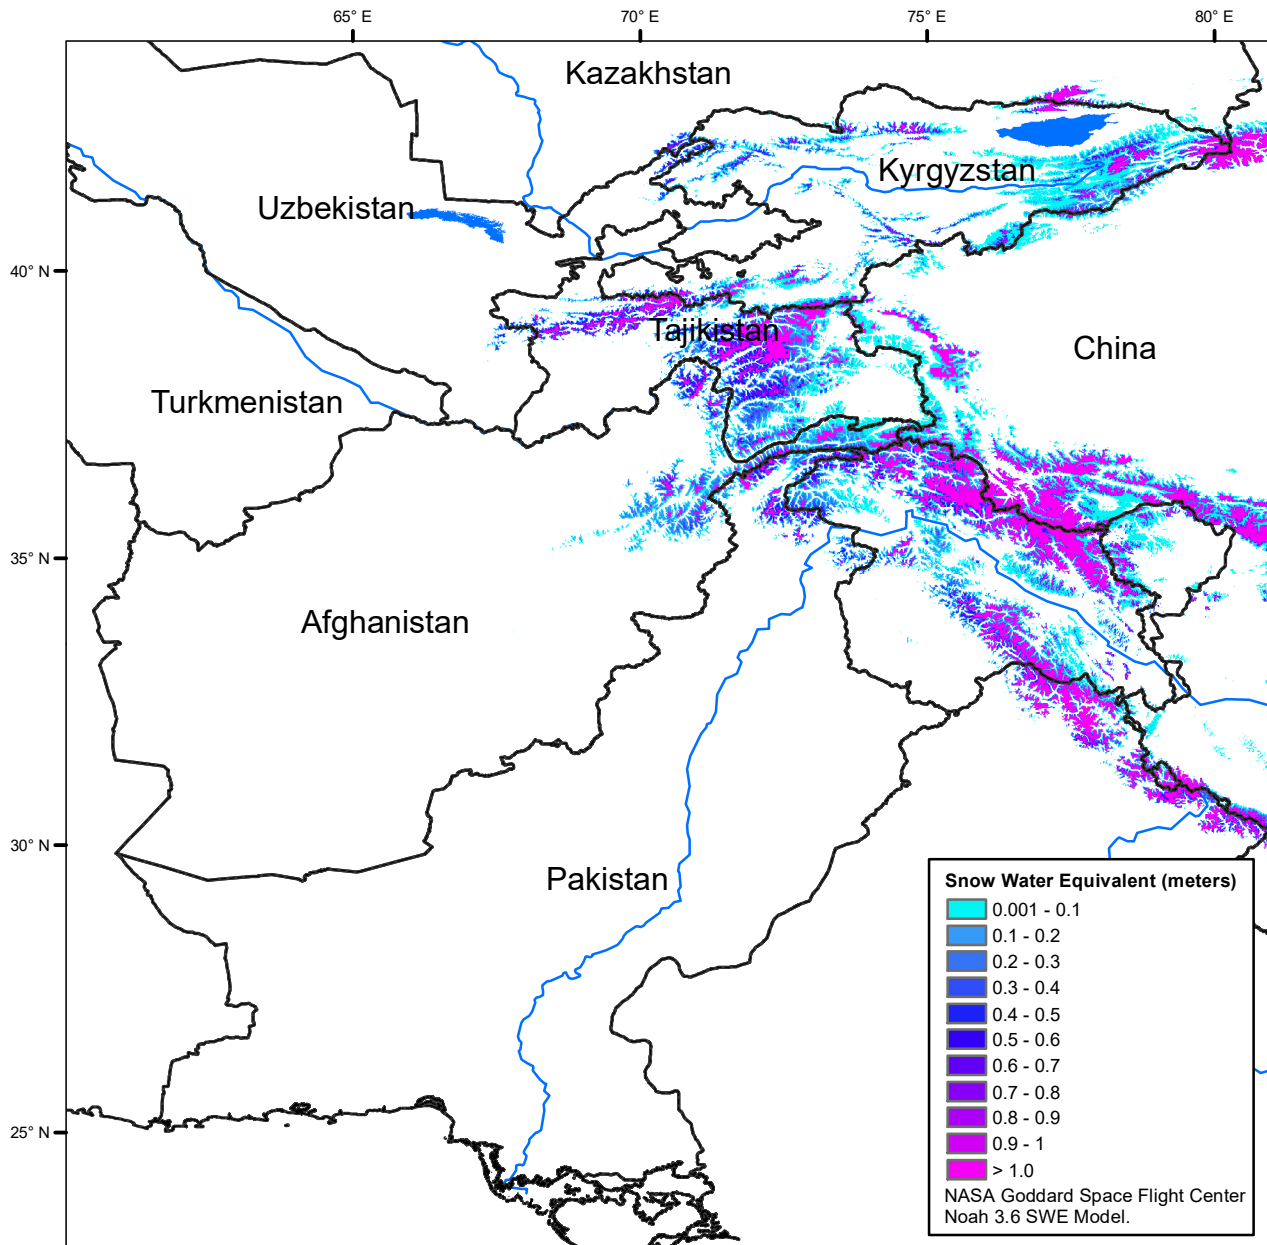 65° E
70° E
75° E
80° E
Kazakhstan
Kyrgyzstan
Uzbekistan
40° N
Tajikistan
China
Turkmenistan
35° N
Afghanistan
30° N
Pakistan
25° N
Snow Water Equivalent (meters)
0.001 - 0.1
0.1 - 0.2
0.2 - 0.3
0.3 - 0.4
0.4 - 0.5
0.5 - 0.6
0.6 - 0.7
0.7 - 0.8
0.8 - 0.9
0.9 - 1
> 1.0
NASA Goddard Space Flight Center
Noah 3.6 SWE Model.